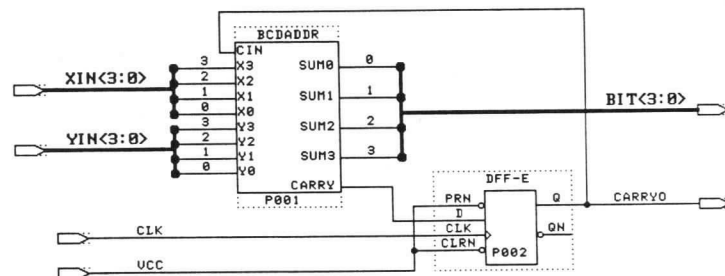 BCDADDR
CIN
3 X3 SUM0 0
XIN<3:0>
2 X2
1 X1 SUM1 1
BIT<3:0>
0 X0
3 Y3 SUM2 2
YIN<3:0>
2 Y2
1 Y1 SUM3 3
0 Y0
CARRY
DFF-E
P001
PRN Q CARRYO
D
CLK CLK QN
CLRN P002
VCC